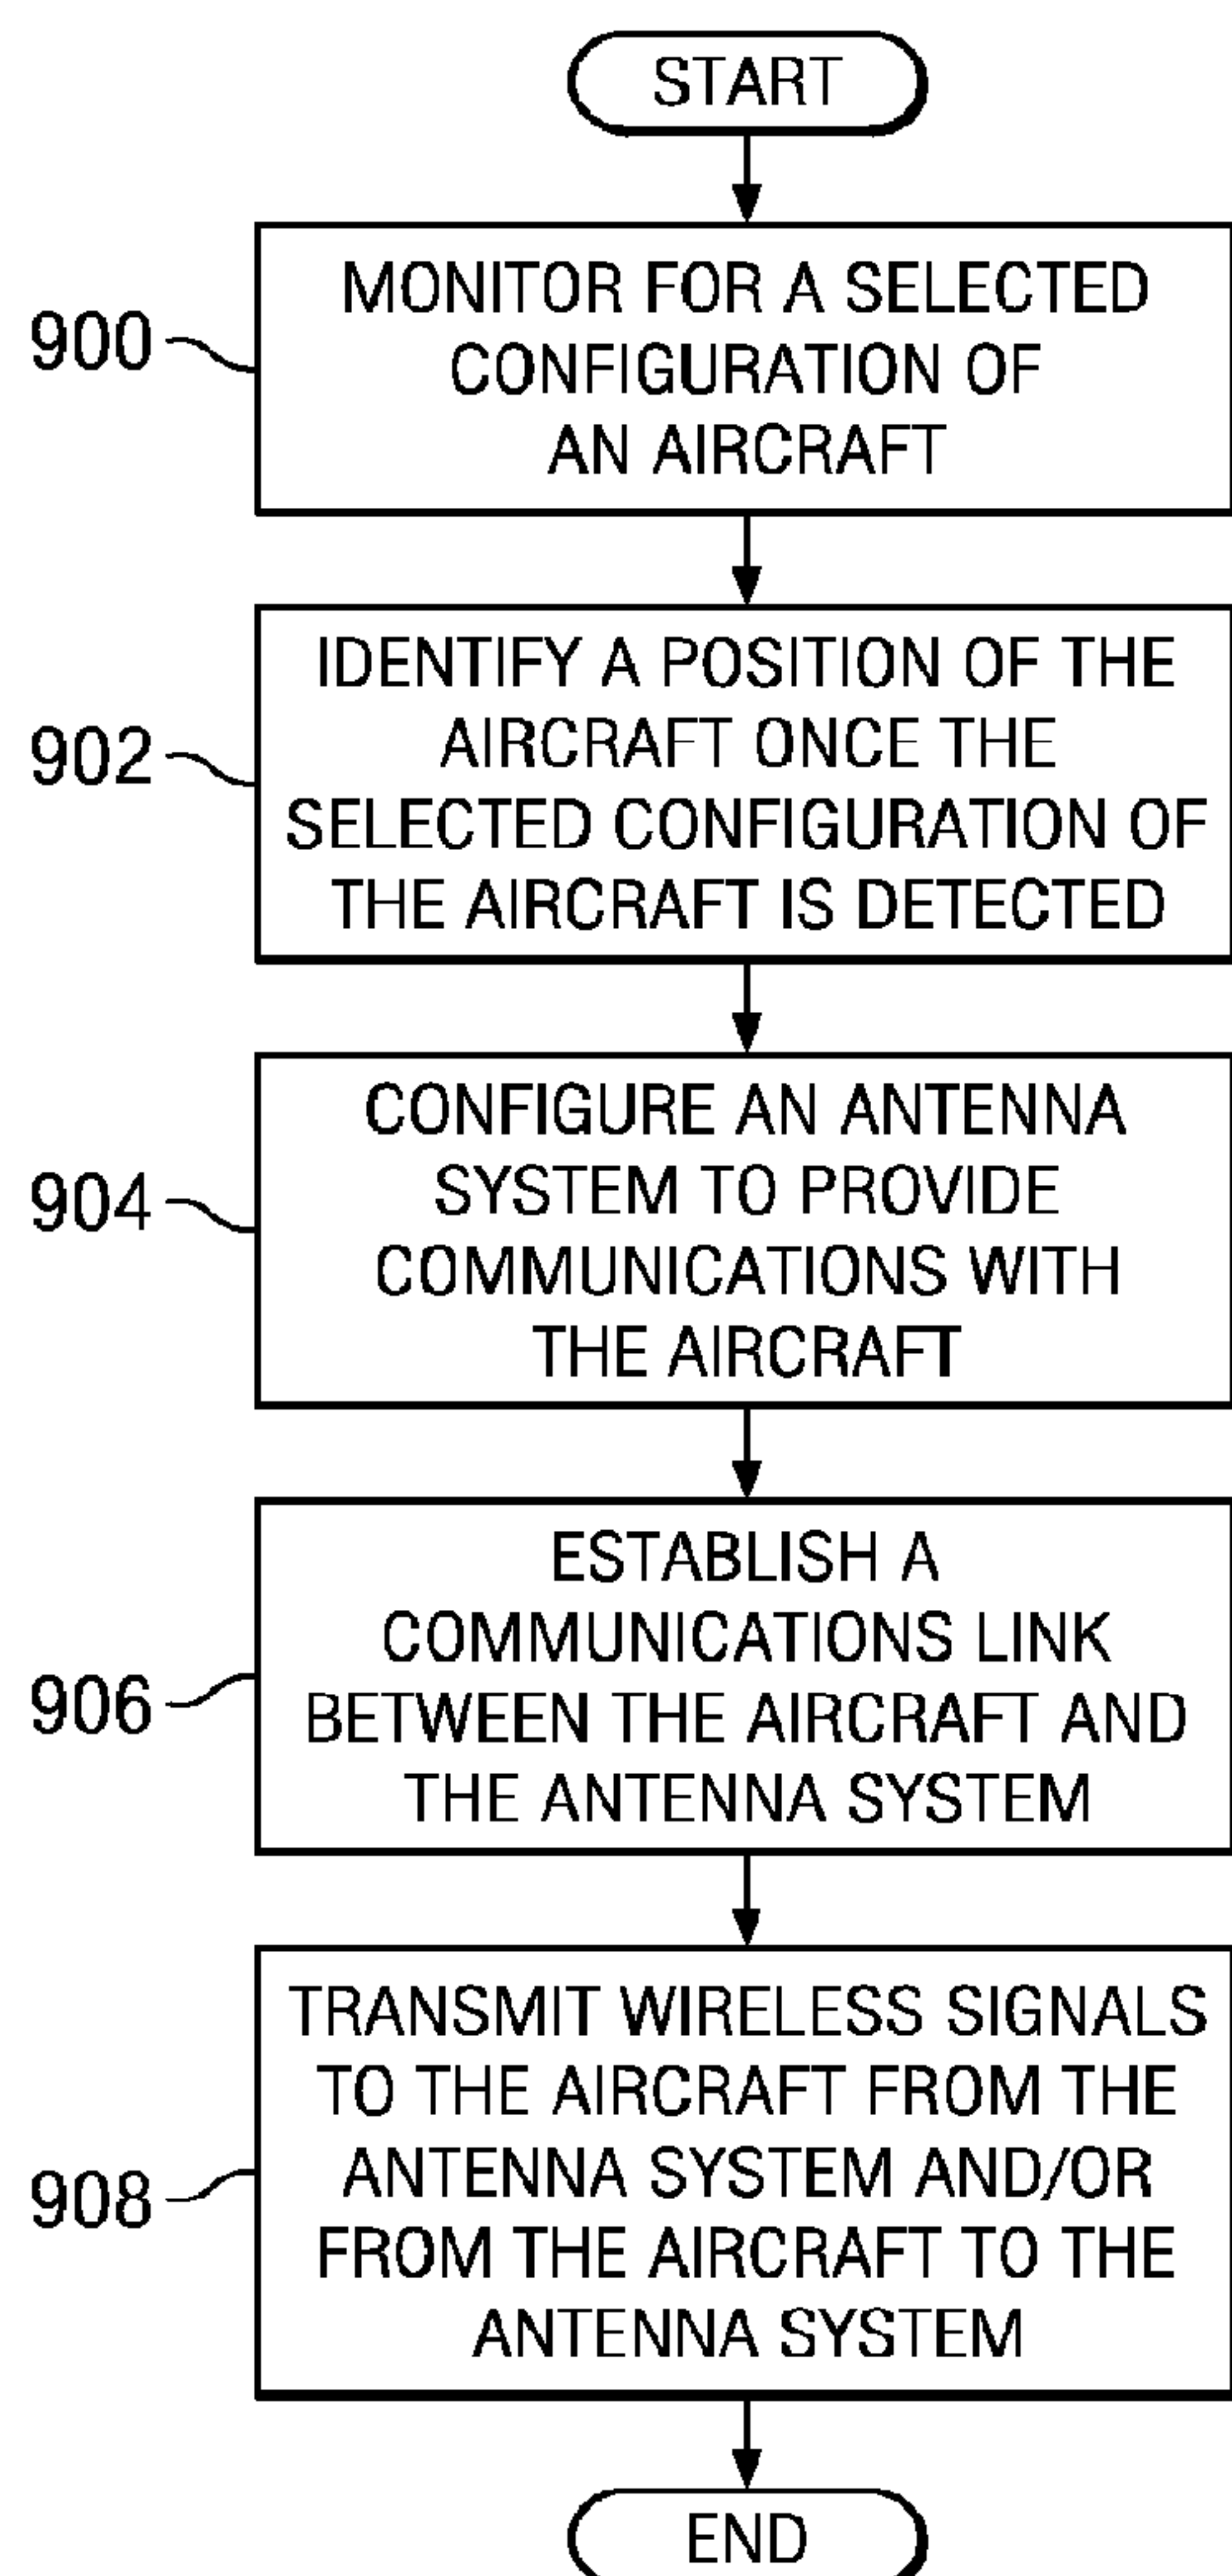 START
900
MONITOR FOR A SELECTED
CONFIGURATION OF
AN AIRCRAFT
902
IDENTIFY A POSITION OF THE
AIRCRAFT ONCE THE
SELECTED CONFIGURATION OF
THE AIRCRAFT IS DETECTED
904
CONFIGURE AN ANTENNA
SYSTEM TO PROVIDE
COMMUNICATIONS WITH
THE AIRCRAFT
906
ESTABLISH A
COMMUNICATIONS LINK
BETWEEN THE AIRCRAFT AND
THE ANTENNA SYSTEM
908
TRANSMIT WIRELESS SIGNALS
TO THE AIRCRAFT FROM THE
ANTENNA SYSTEM AND/OR
FROM THE AIRCRAFT TO THE
ANTENNA SYSTEM
END